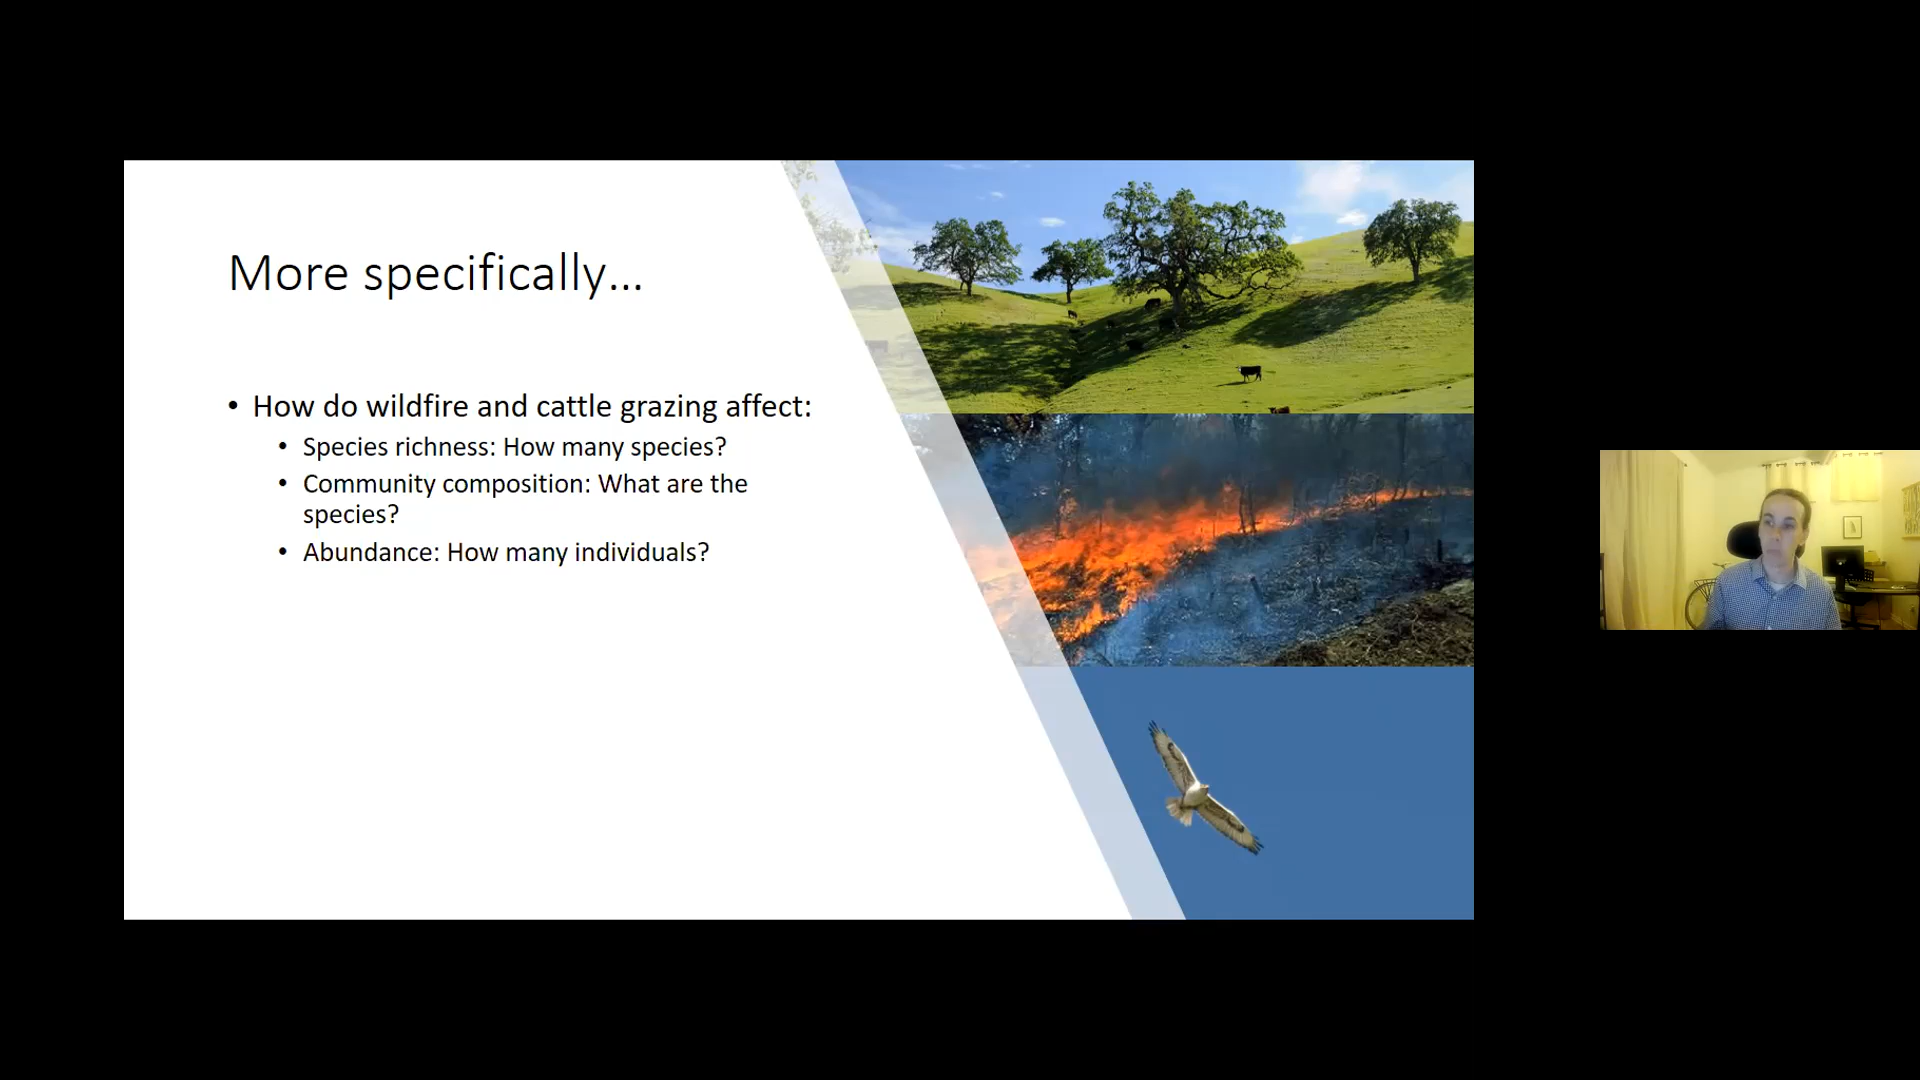 More specifically...
• How do wildfire and cattle grazing affect:
• Species richness: How many species?
• Community composition: What are the
species?
• Abundance: How many individuals?